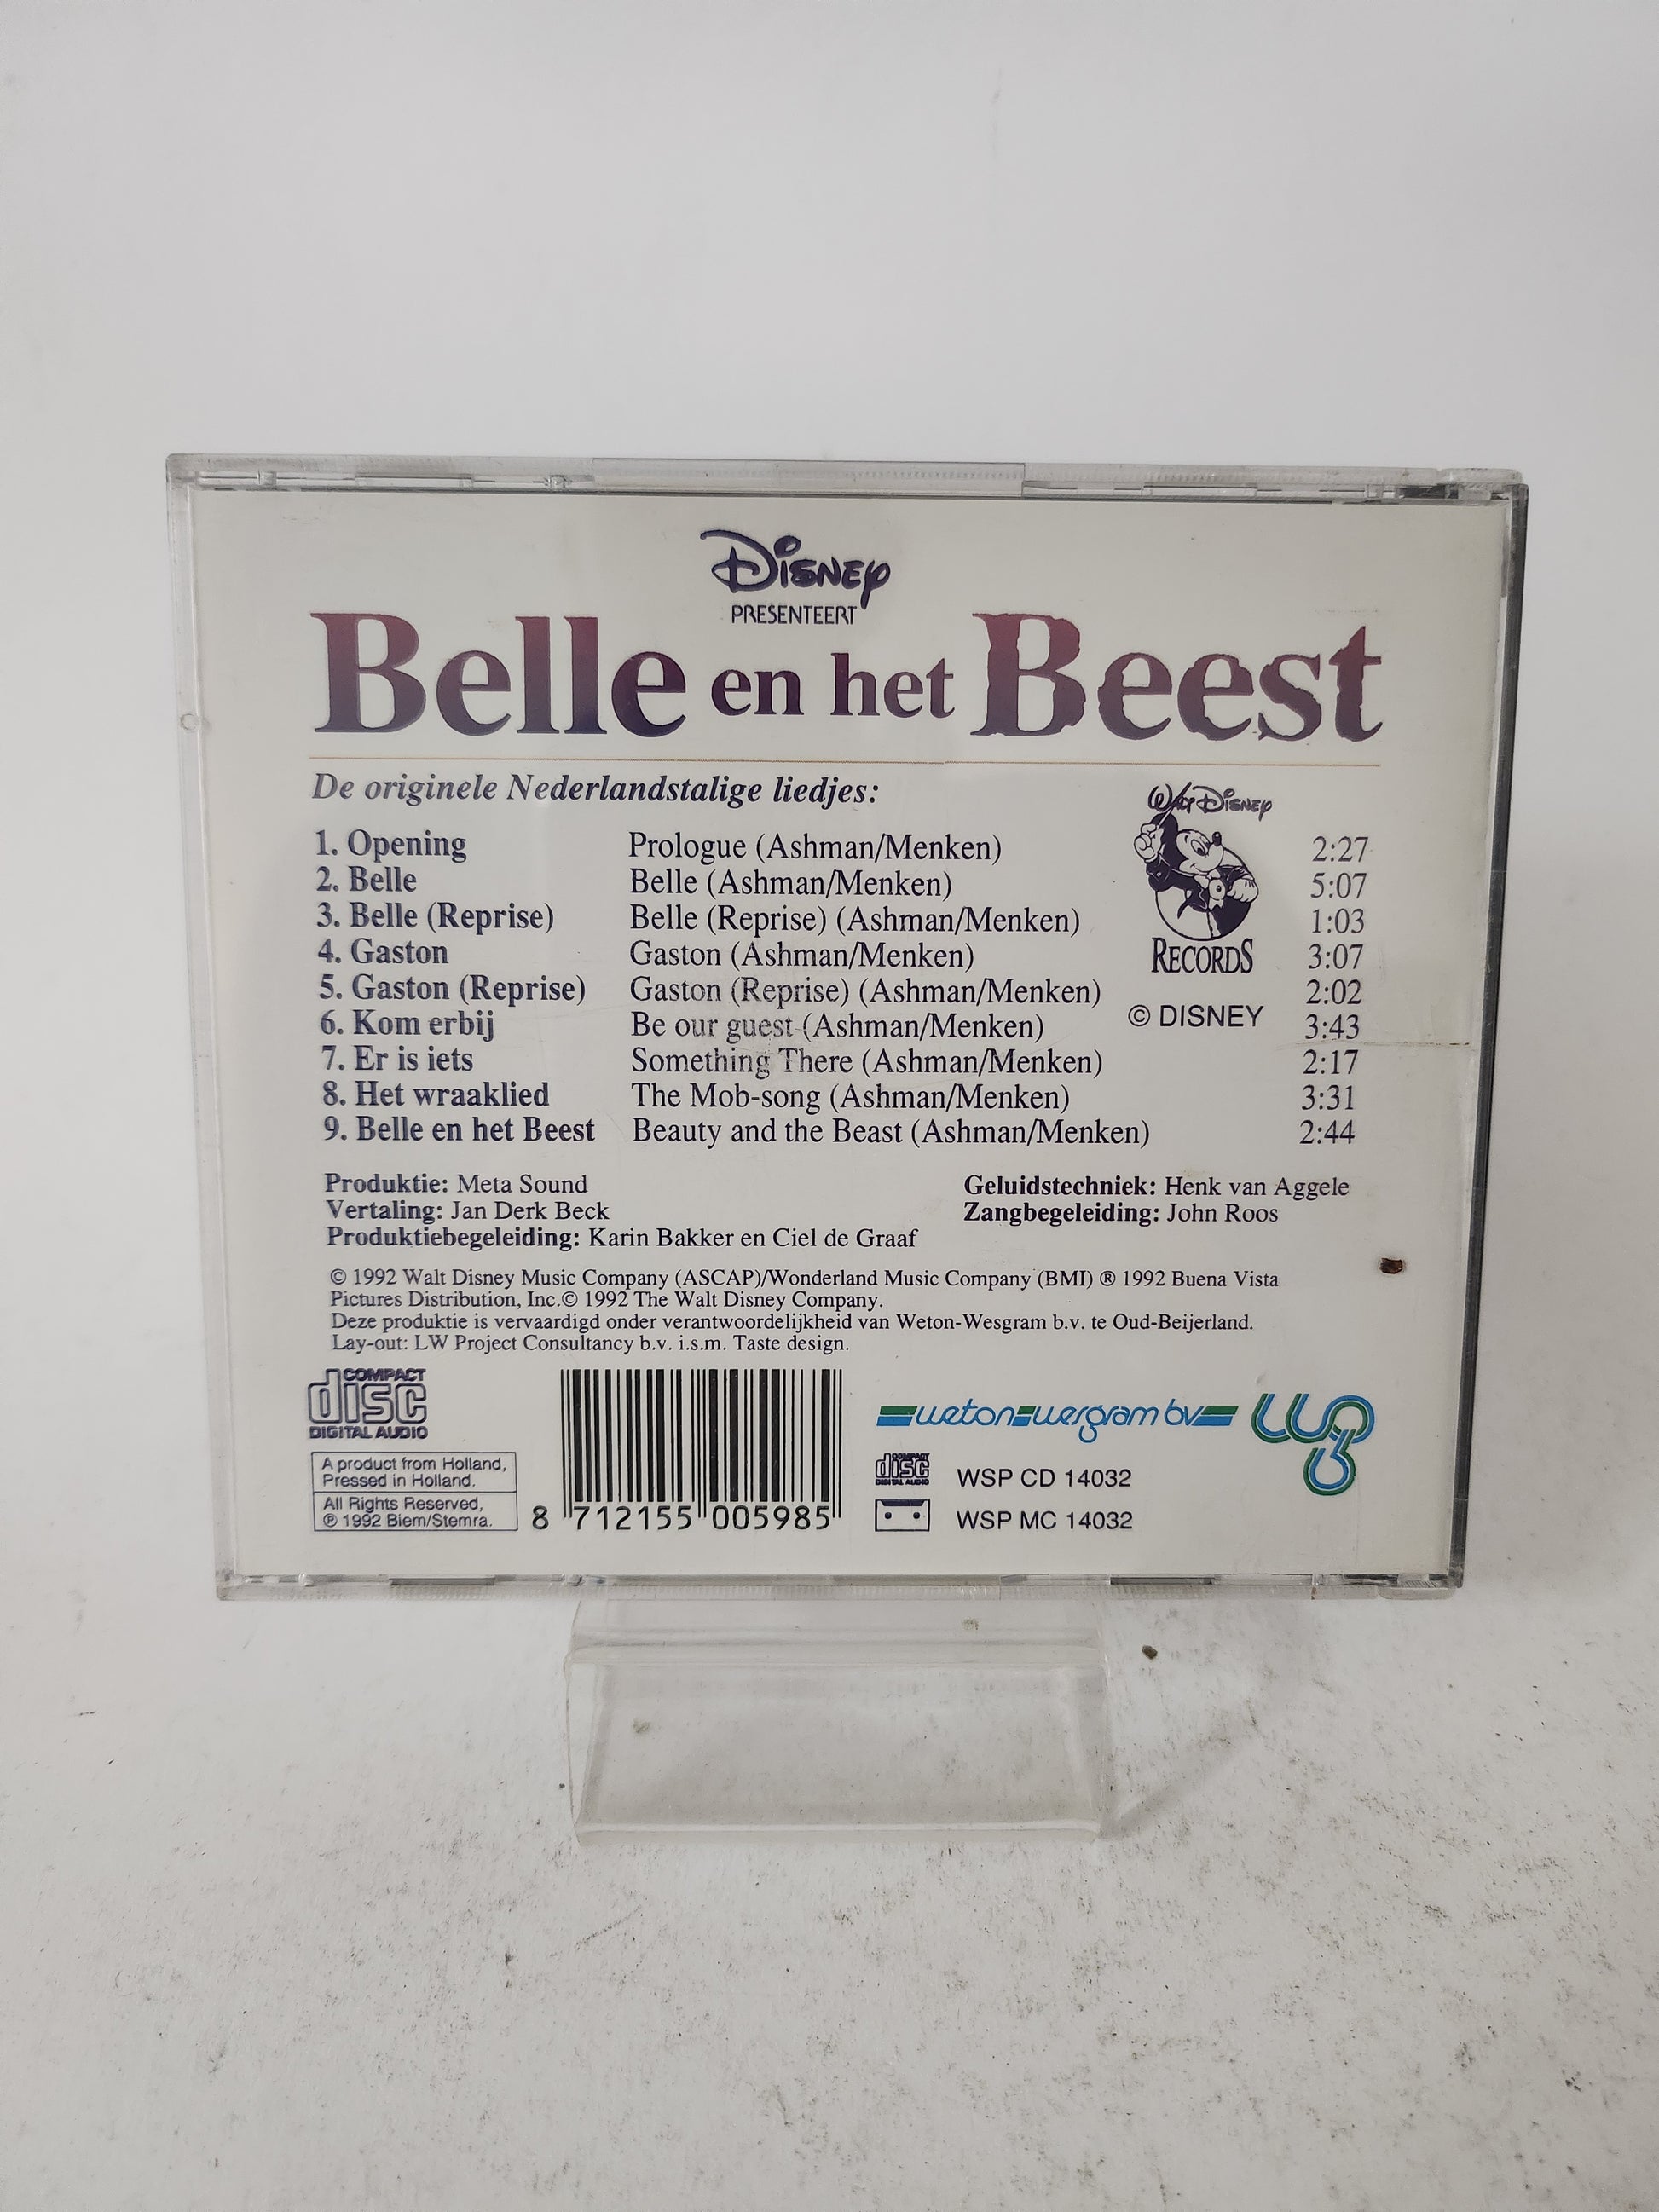 Disney
PRESENTEERT
Belle en het Beest
De originele Nederlandstalige liedjes:
1. Opening Prologue (Ashman/Menken) 2:27
2. Belle Belle (Ashman/Menken) 5:07
3. Belle (Reprise) Belle (Reprise) (Ashman/Menken) 1:03
4. Gaston Gaston (Ashman/Menken) 3:07
5. Gaston (Reprise) Gaston (Reprise) (Ashman/Menken) 2:02
6. Kom erbij Be our guest (Ashman/Menken) 3:43
7. Er is iets Something There (Ashman/Menken) 2:17
8. Het wraaklied The Mob-song (Ashman/Menken) 3:31
9. Belle en het Beest Beauty and the Beast (Ashman/Menken) 2:44
WALT DISNEY
RECORDS
© DISNEY
Produktie: Meta Sound
Vertaling: Jan Derk Beck
Produktiebegeleiding: Karin Bakker en Ciel de Graaf
Geluidstechniek: Henk van Aggele
Zangbegeleiding: John Roos
© 1992 Walt Disney Music Company (ASCAP)/Wonderland Music Company (BMI) ® 1992 Buena Vista
Pictures Distribution, Inc.© 1992 The Walt Disney Company.
Deze produktie is vervaardigd onder verantwoordelijkheid van Weton-Wesgram b.v. te Oud-Beijerland.
Lay-out: LW Project Consultancy b.v. i.s.m. Taste design.
COMPACT
disc
DIGITAL AUDIO
A product from Holland,
Pressed in Holland.
All Rights Reserved,
℗ 1992 Biem/Stemra.
8 712155 005985
weton wesgram bv
COMPACT
disc
DIGITAL AUDIO
WSP CD 14032
WSP MC 14032